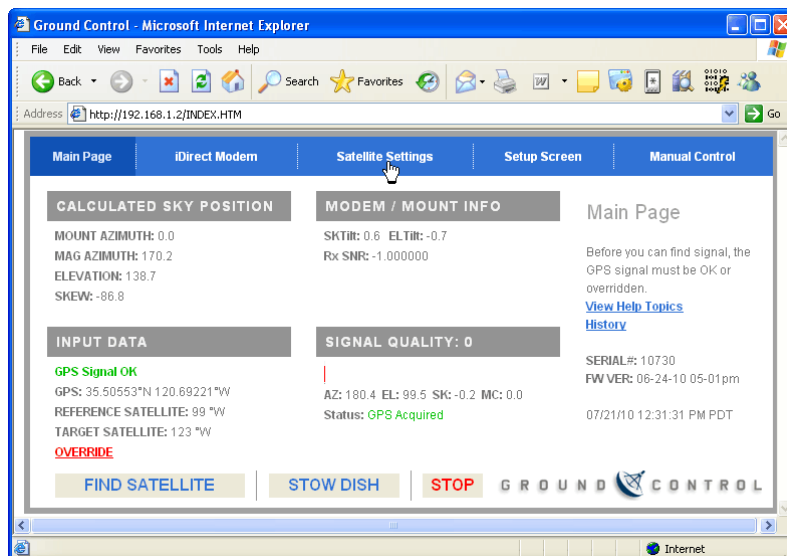 Ground Control - Microsoft Internet Explorer
File Edit View Favorites Tools Help
Back Search Favorites
Address http://192.168.1.2/INDEX.HTM Go
Main Page iDirect Modem Satellite Settings Setup Screen Manual Control
CALCULATED SKY POSITION
MOUNT AZIMUTH: 0.0
MAG AZIMUTH: 170.2
ELEVATION: 138.7
SKEW: -86.8
MODEM / MOUNT INFO
SKTilt: 0.6 ELTilt: -0.7
Rx SNR: -1.000000
INPUT DATA
GPS Signal OK
GPS: 35.50553°N 120.69221°W
REFERENCE SATELLITE: 99 °W
TARGET SATELLITE: 123 °W
OVERRIDE
SIGNAL QUALITY: 0
AZ: 180.4 EL: 99.5 SK: -0.2 MC: 0.0
Status: GPS Acquired
Main Page
Before you can find signal, the
GPS signal must be OK or
overridden.
View Help Topics
History
SERIAL#: 10730
FW VER: 06-24-10 05-01pm
07/21/10 12:31:31 PM PDT
FIND SATELLITE STOW DISH STOP GROUND CONTROL
Internet